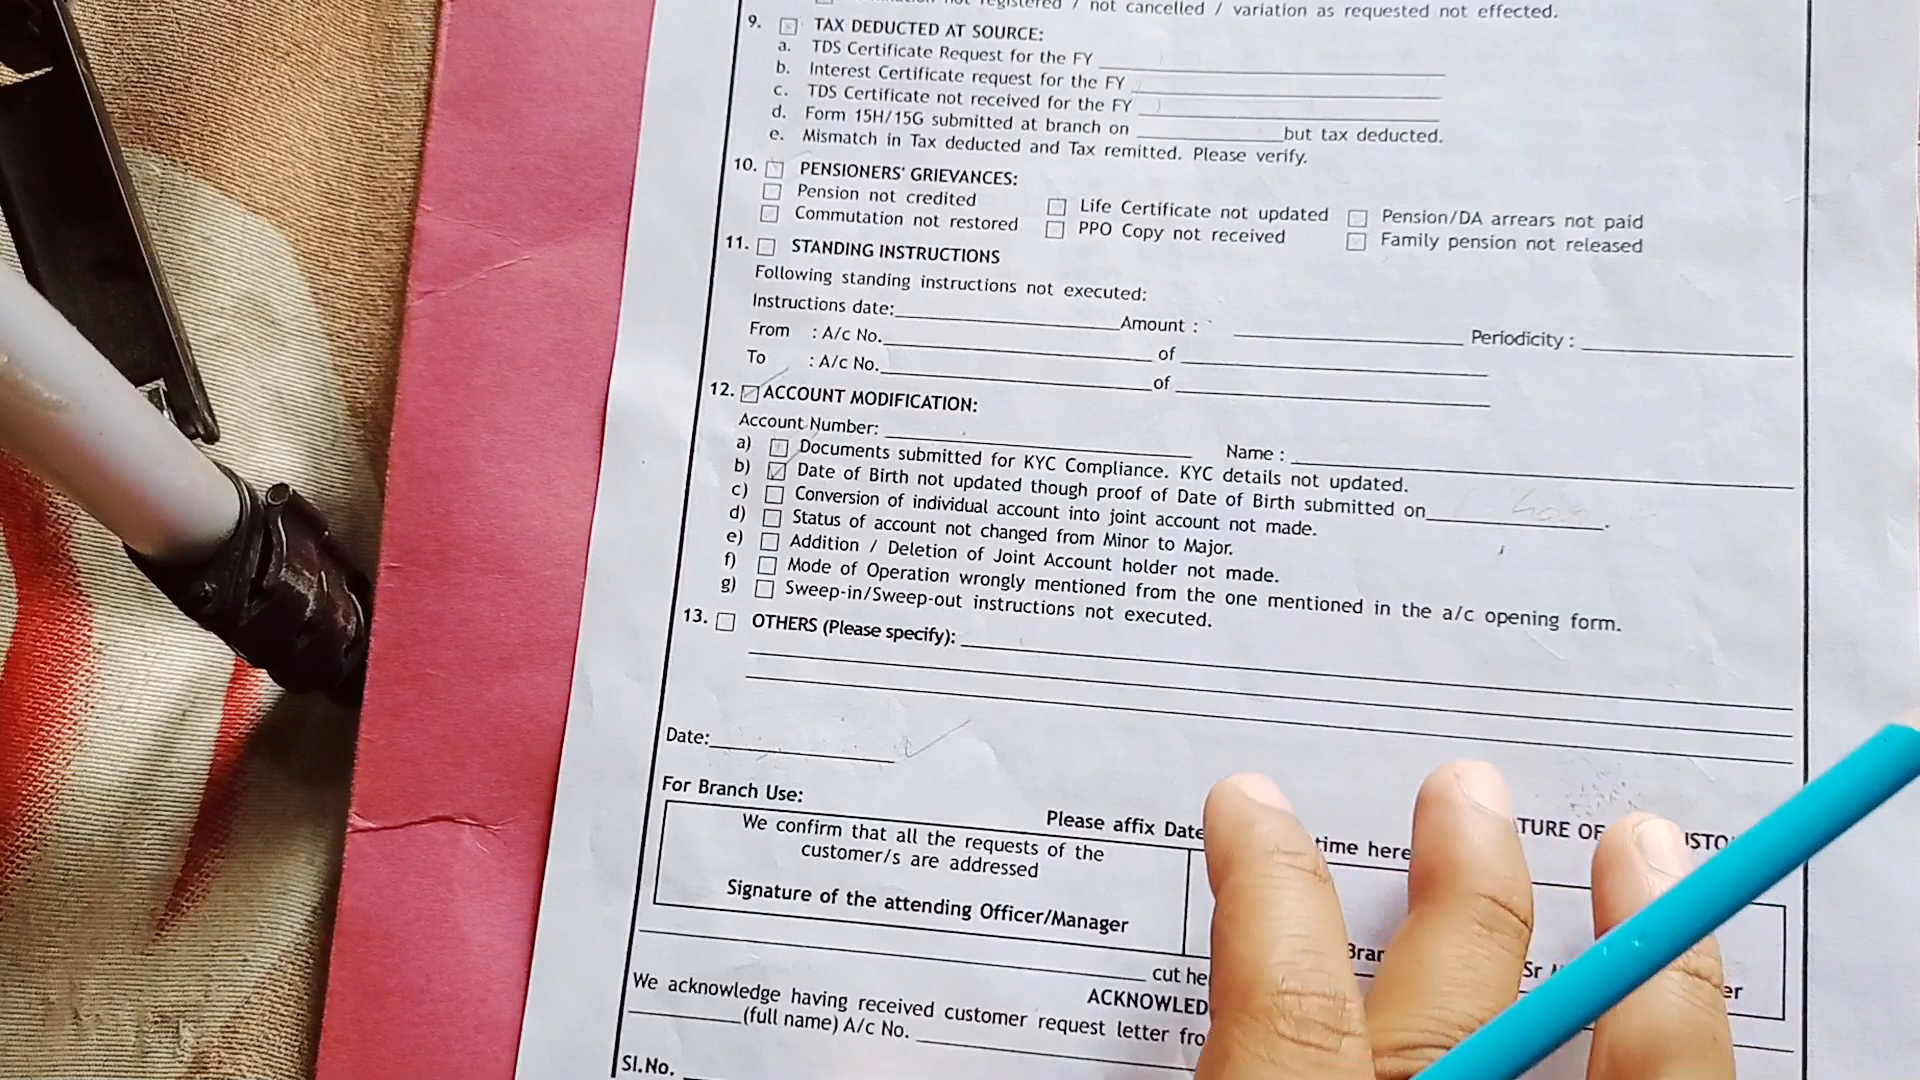 not registered / not cancelled / variation as requested not effected.
9. TAX DEDUCTED AT SOURCE:
a. TDS Certificate Request for the FY
b. Interest Certificate request for the FY
c. TDS Certificate not received for the FY
d. Form 15H/15G submitted at branch on ____________ but tax deducted.
e. Mismatch in Tax deducted and Tax remitted. Please verify.
10. PENSIONERS' GRIEVANCES:
Pension not credited Life Certificate not updated Pension/DA arrears not paid
Commutation not restored PPO Copy not received Family pension not released
11. STANDING INSTRUCTIONS
Following standing instructions not executed:
Instructions date: Amount : Periodicity :
From : A/c No. of
To : A/c No. of
12. ACCOUNT MODIFICATION:
Account Number: Name :
a) Documents submitted for KYC Compliance. KYC details not updated.
b) Date of Birth not updated though proof of Date of Birth submitted on ____________.
c) Conversion of individual account into joint account not made.
d) Status of account not changed from Minor to Major.
e) Addition / Deletion of Joint Account holder not made.
f) Mode of Operation wrongly mentioned from the one mentioned in the a/c opening form.
g) Sweep-in/Sweep-out instructions not executed.
13. OTHERS (Please specify):
Date:
For Branch Use:
Please affix Date time here TURE OF
We confirm that all the requests of the
customer/s are addressed
Signature of the attending Officer/Manager
cut he
ACKNOWLED
We acknowledge having received customer request letter fro
(full name) A/c No.
Sl.No.